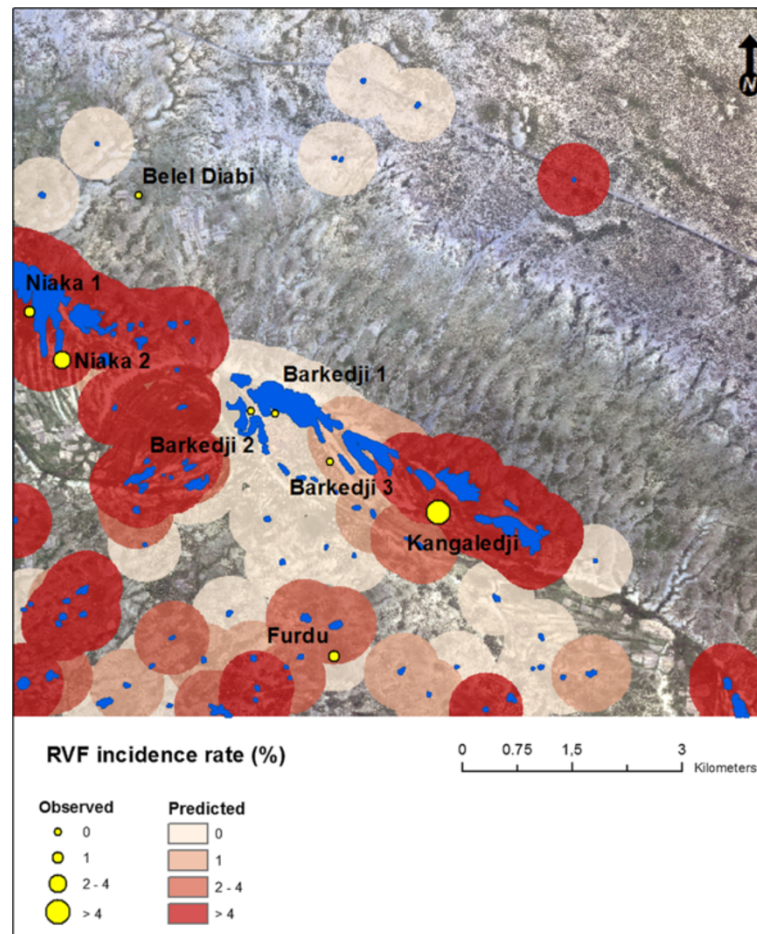 N
Belel Diabi
Niaka 1
Niaka 2
Barkedji 1
Barkedji 2
Barkedji 3
Kangaledji
Furdu
RVF incidence rate (%)
0 0.75 1,5 3
Kilometers
Observed Predicted
0 0
1 1
2 - 4 2 - 4
> 4 > 4